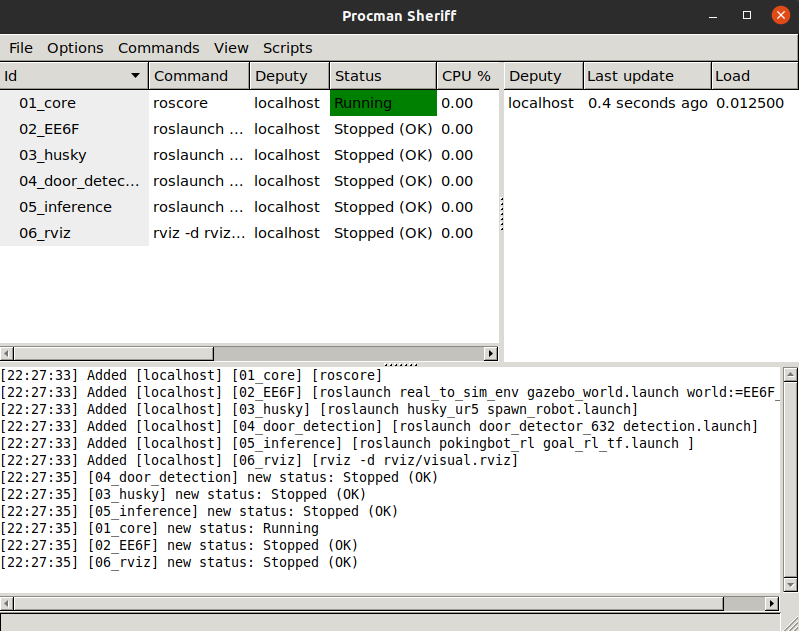 Procman Sheriff
File Options Commands View Scripts
Id Command Deputy Status CPU % Deputy Last update Load
01_core roscore localhost Running 0.00 localhost 0.4 seconds ago 0.012500
02_EE6F roslaunch ... localhost Stopped (OK) 0.00
03_husky roslaunch ... localhost Stopped (OK) 0.00
04_door_detec... roslaunch ... localhost Stopped (OK) 0.00
05_inference roslaunch ... localhost Stopped (OK) 0.00
06_rviz rviz -d rviz... localhost Stopped (OK) 0.00
[22:27:33] Added [localhost] [01_core] [roscore]
[22:27:33] Added [localhost] [02_EE6F] [roslaunch real_to_sim_env gazebo_world.launch world:=EE6F_
[22:27:33] Added [localhost] [03_husky] [roslaunch husky_ur5 spawn_robot.launch]
[22:27:33] Added [localhost] [04_door_detection] [roslaunch door_detector_632 detection.launch]
[22:27:33] Added [localhost] [05_inference] [roslaunch pokingbot_rl goal_rl_tf.launch ]
[22:27:33] Added [localhost] [06_rviz] [rviz -d rviz/visual.rviz]
[22:27:35] [04_door_detection] new status: Stopped (OK)
[22:27:35] [03_husky] new status: Stopped (OK)
[22:27:35] [05_inference] new status: Stopped (OK)
[22:27:35] [01_core] new status: Running
[22:27:35] [02_EE6F] new status: Stopped (OK)
[22:27:35] [06_rviz] new status: Stopped (OK)